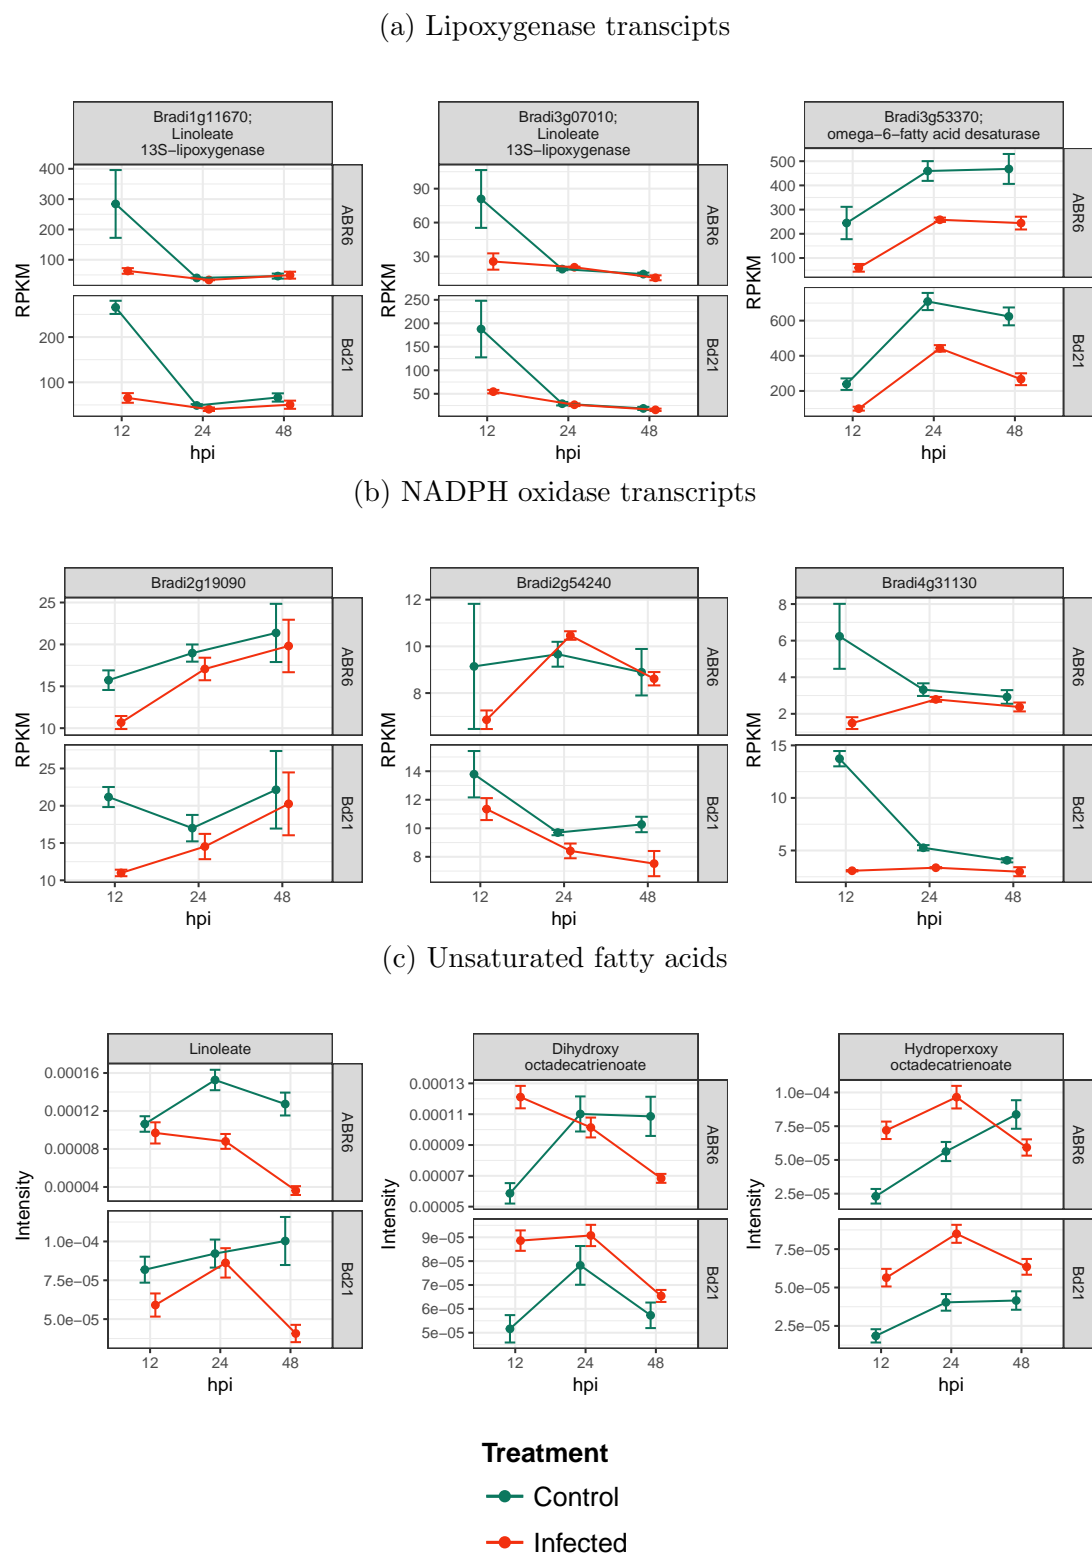 (a) Lipoxygenase transcipts
Bradi1g11670;
Linoleate
13S−lipoxygenase
Bradi3g07010;
Linoleate
13S−lipoxygenase
Bradi3g53370;
omega−6−fatty acid desaturase
RPKM
400
300
200
100
ABR6
RPKM
90
60
30
ABR6
RPKM
500
400
300
200
100
ABR6
200
100
Bd21
250
200
150
100
50
Bd21
600
400
200
Bd21
12 24 48
hpi
12 24 48
hpi
12 24 48
hpi
(b) NADPH oxidase transcripts
Bradi2g19090
Bradi2g54240
Bradi4g31130
RPKM
25
20
15
10
ABR6
RPKM
12
10
8
ABR6
RPKM
8
6
4
2
ABR6
25
20
15
10
Bd21
14
12
10
8
Bd21
15
10
5
Bd21
12 24 48
hpi
12 24 48
hpi
12 24 48
hpi
(c) Unsaturated fatty acids
Linoleate
Dihydroxy
octadecatrienoate
Hydroperxoxy
octadecatrienoate
Intensity
0.00016
0.00012
0.00008
0.00004
ABR6
Intensity
0.00013
0.00011
0.00009
0.00007
0.00005
ABR6
Intensity
1.0e−04
7.5e−05
5.0e−05
2.5e−05
ABR6
1.0e−04
7.5e−05
5.0e−05
Bd21
9e−05
8e−05
7e−05
6e−05
5e−05
Bd21
7.5e−05
5.0e−05
2.5e−05
Bd21
12 24 48
hpi
12 24 48
hpi
12 24 48
hpi
Treatment
Control
Infected